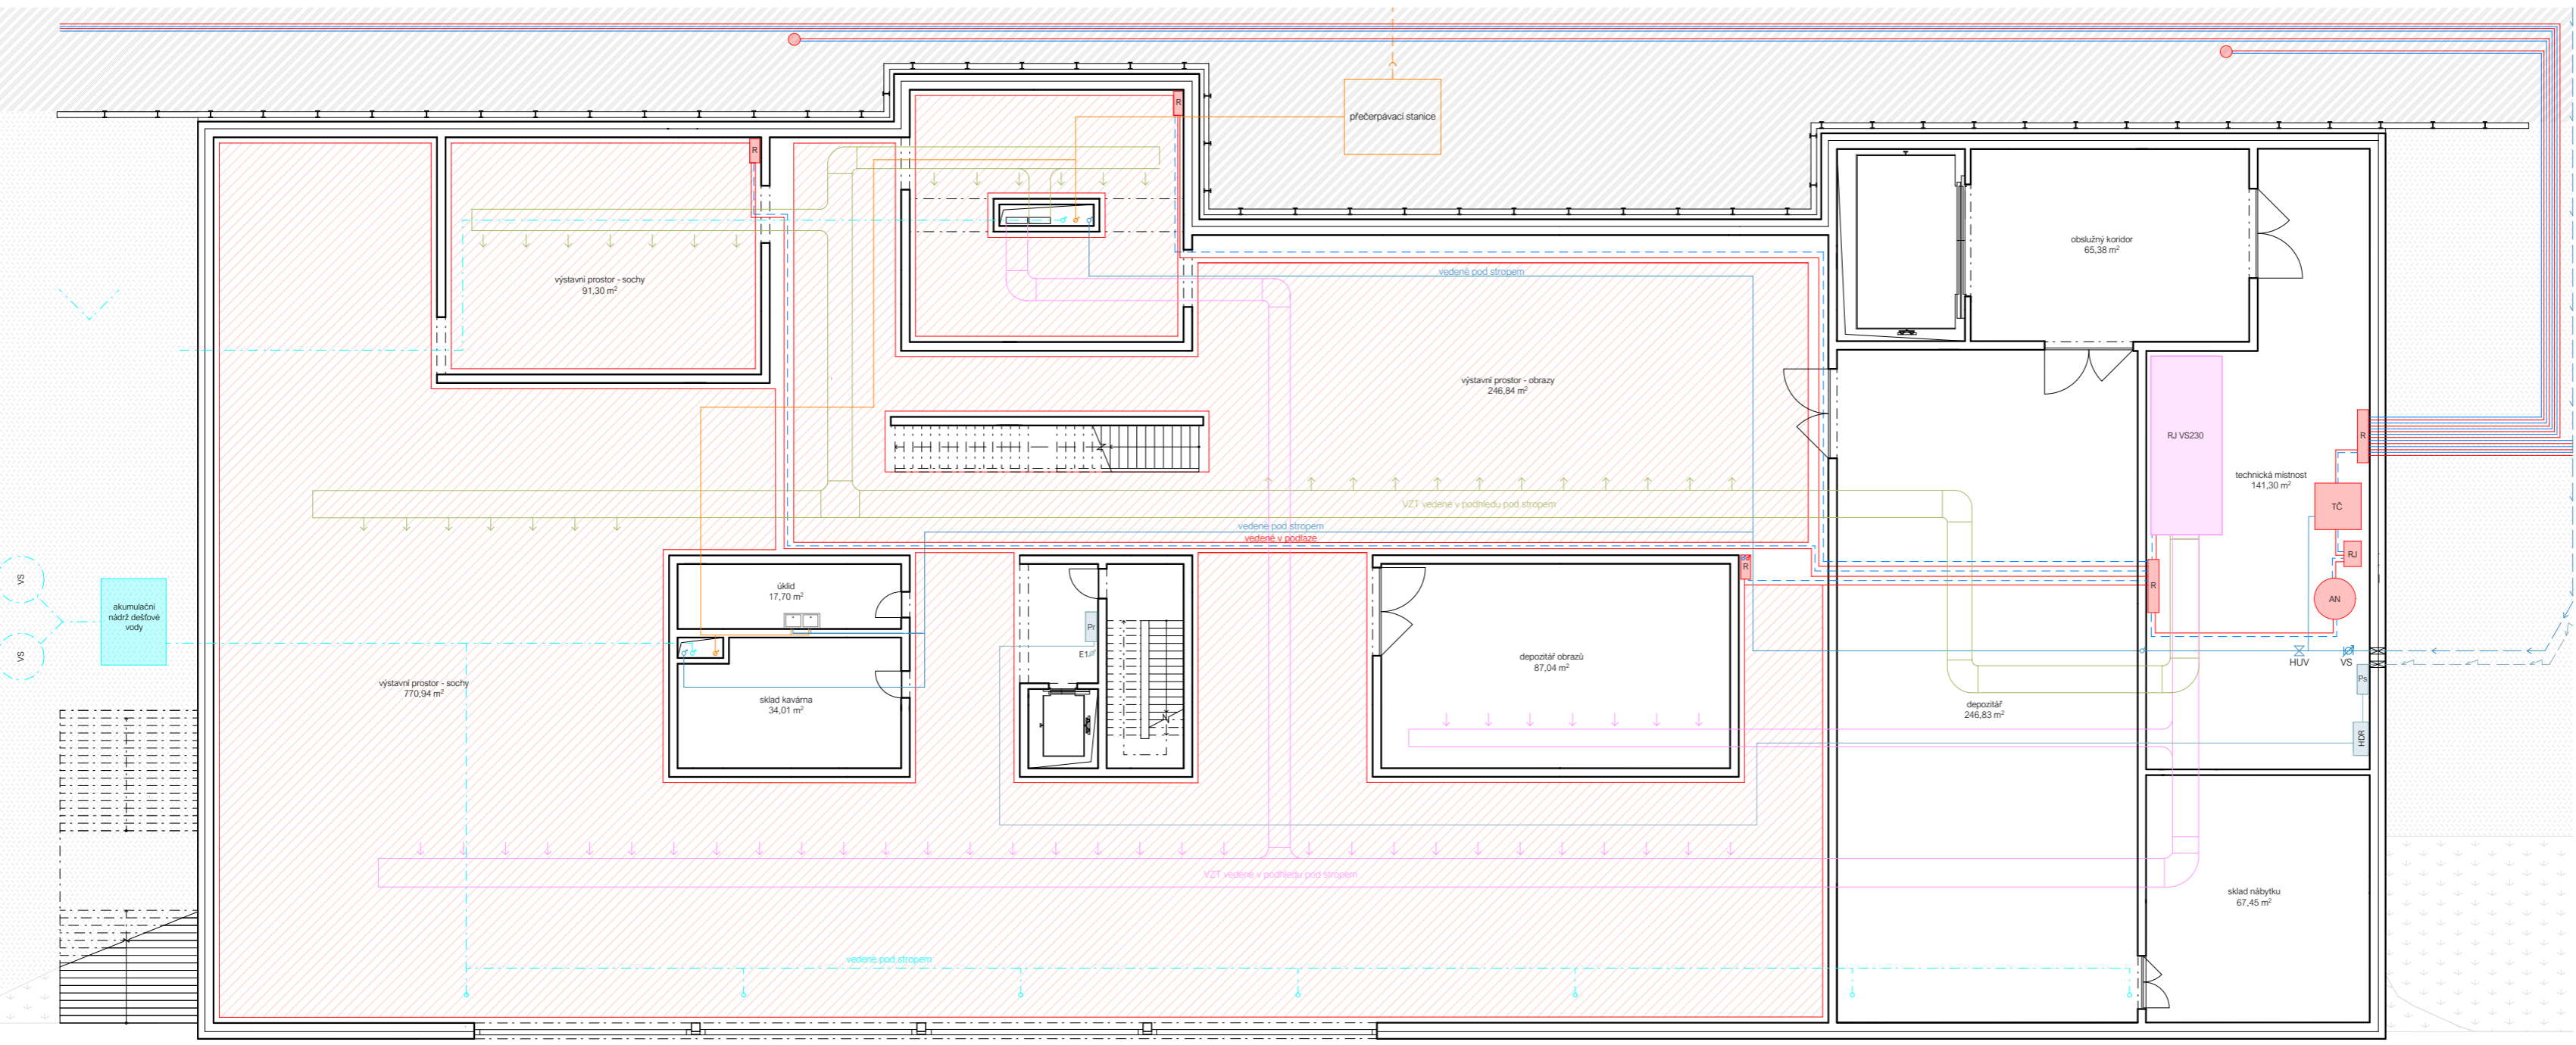 R
přečerpávací stanice
R
obslužný koridor
65,38 m²
vedené pod stropem
výstavní prostor - sochy
91,30 m²
výstavní prostor - obrazy
246,84 m²
RJ VS230
R
technická místnost
141,30 m²
VZT vedené v podhledu pod stropem
TČ
vedené pod stropem
vedené v podlaze
RJ
R
R
AN
VS
úklid
17,70 m²
akumulační
nádrž dešťové
vody
Pr
E1
VS
depozitář obrazů
87,04 m²
HUV
VS
výstavní prostor - sochy
770,94 m²
Ps
sklad kavárna
34,01 m²
depozitář
246,83 m²
HDR
VZT vedené v podhledu pod stropem
sklad nábytku
67,45 m²
vedené pod stropem